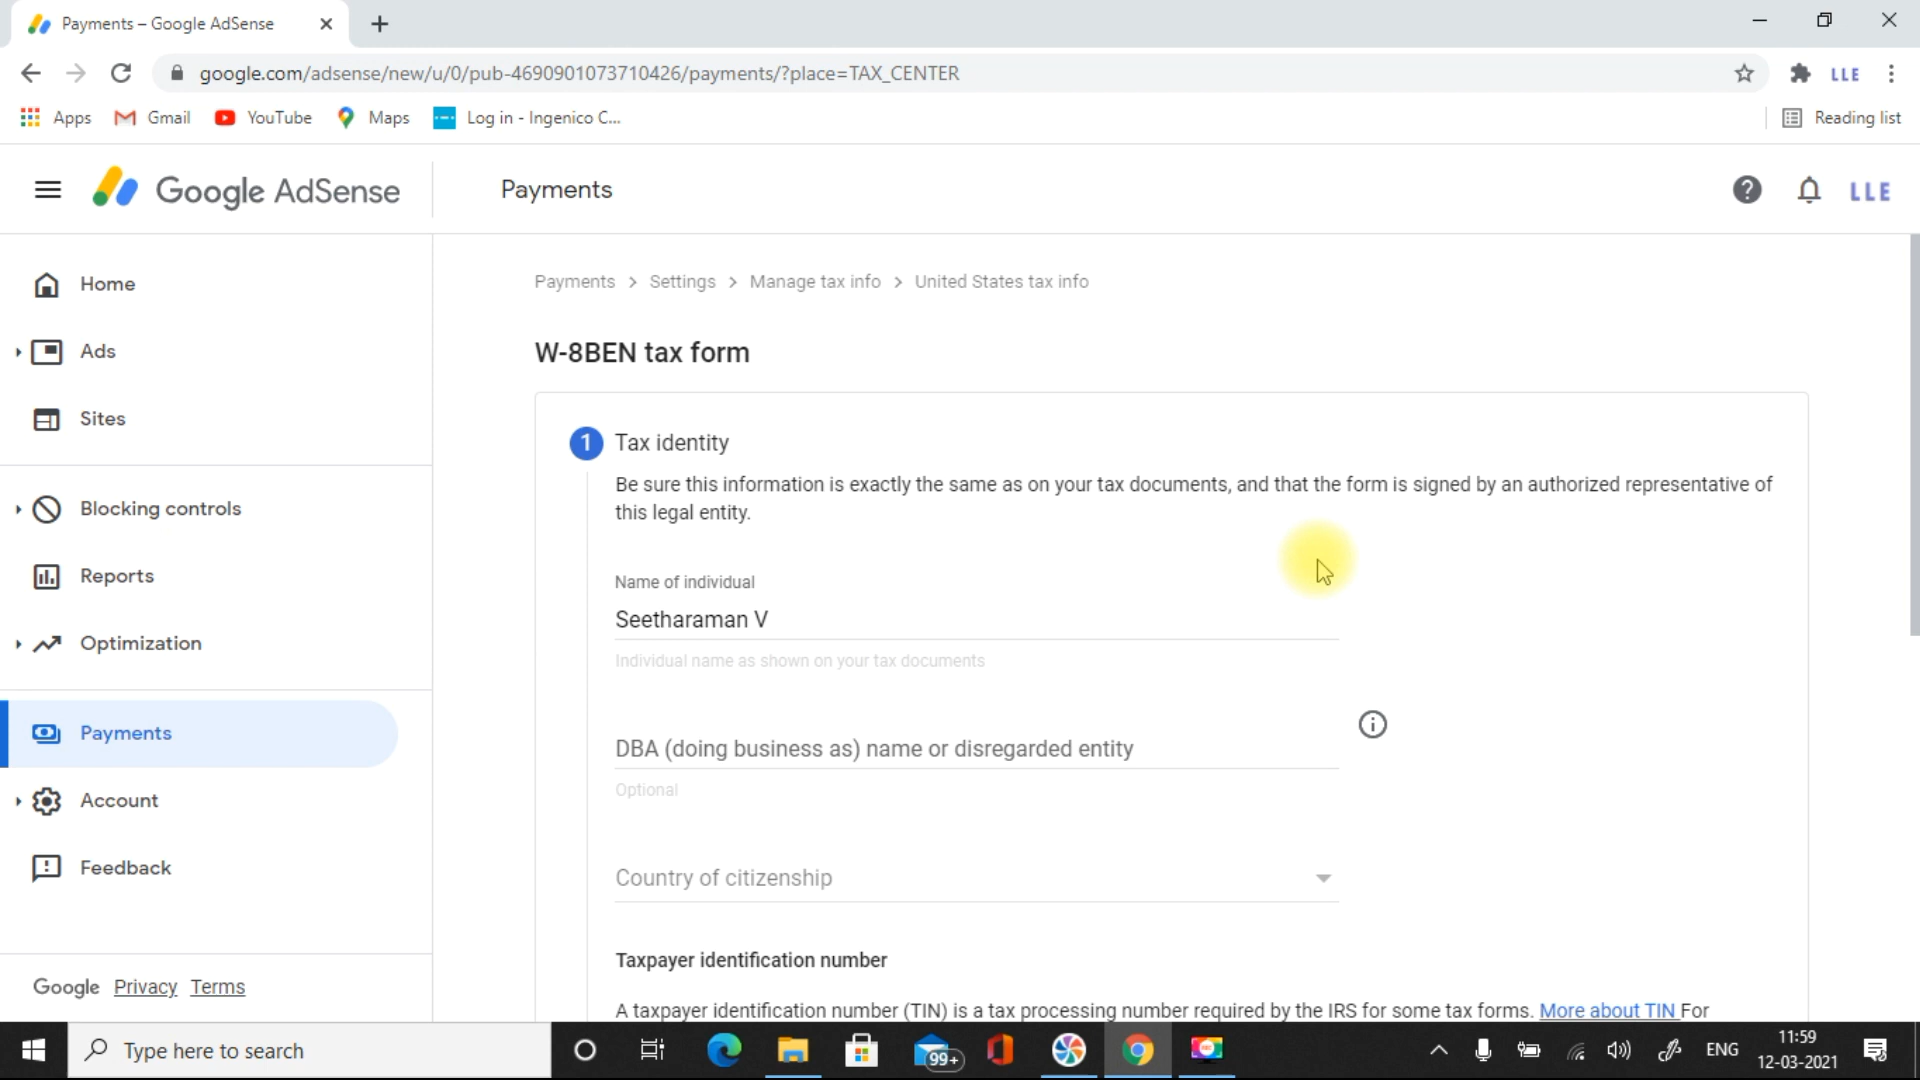 Payments – Google AdSense
google.com/adsense/new/u/0/pub-4690901073710426/payments/?place=TAX_CENTER
LLE
Apps
Gmail
YouTube
Maps
Log in - Ingenico C...
Reading list
Google AdSense
Payments
LLE
Home
Ads
Sites
Blocking controls
Reports
Optimization
Payments
Account
Feedback
Google Privacy Terms
Payments > Settings > Manage tax info > United States tax info
W-8BEN tax form
1 Tax identity
Be sure this information is exactly the same as on your tax documents, and that the form is signed by an authorized representative of
this legal entity.
Name of individual
Seetharaman V
Individual name as shown on your tax documents
DBA (doing business as) name or disregarded entity
Optional
Country of citizenship
Taxpayer identification number
A taxpayer identification number (TIN) is a tax processing number required by the IRS for some tax forms. More about TIN For
Type here to search
99+
ENG
11:59
12-03-2021